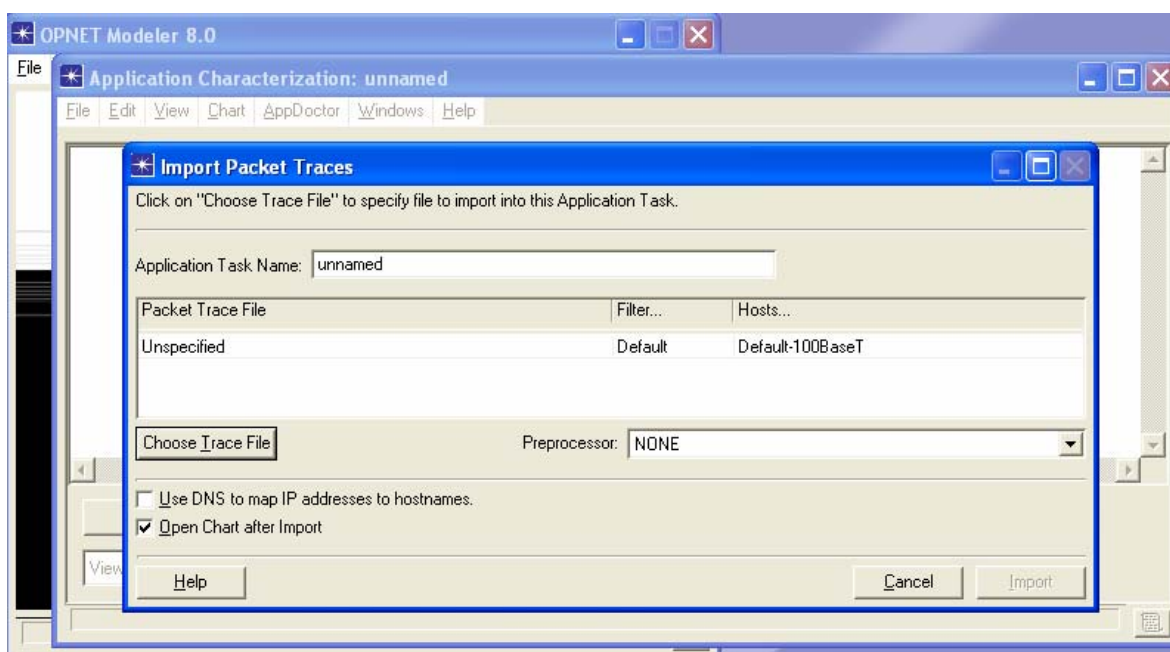 OPNET Modeler 8.0
File
Application Characterization: unnamed
File Edit View Chart AppDoctor Windows Help
Import Packet Traces
Click on "Choose Trace File" to specify file to import into this Application Task.
Application Task Name: unnamed
Packet Trace File Filter... Hosts...
Unspecified Default Default-100BaseT
Choose Trace File Preprocessor: NONE
Use DNS to map IP addresses to hostnames.
Open Chart after Import
View
Help Cancel Import